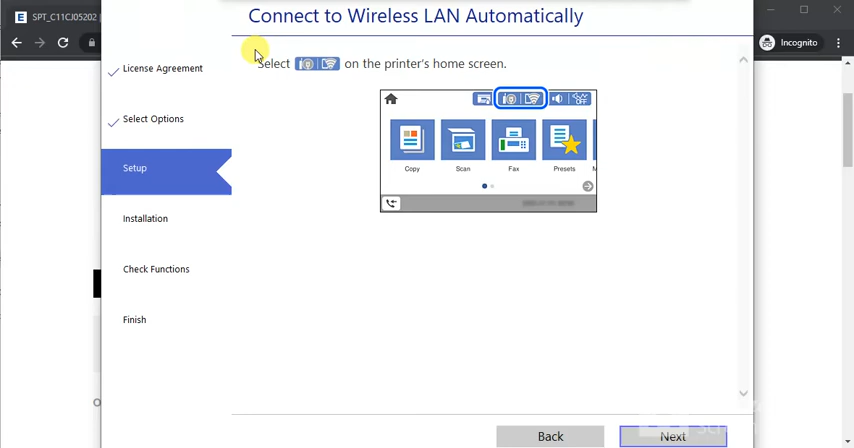 SPT_C11CJ05202
Incognito
Connect to Wireless LAN Automatically
License Agreement
Select Options
Setup
Installation
Check Functions
Finish
Select on the printer's home screen.
Copy
Scan
Fax
Presets
Back
Next